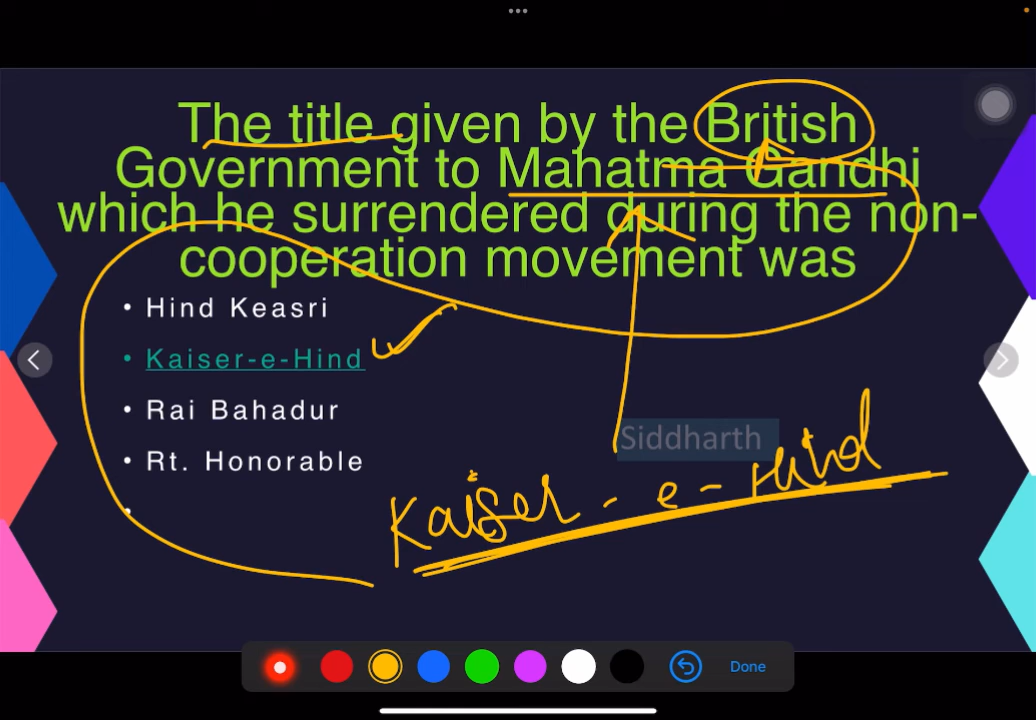 The title given by the British
Government to Mahatma Gandhi
which he surrendered during the non-
cooperation movement was
• Hind Keasri
• Kaiser-e-Hind
• Rai Bahadur
• Rt. Honorable
Siddharth
Kaiser - e - Hind
Done